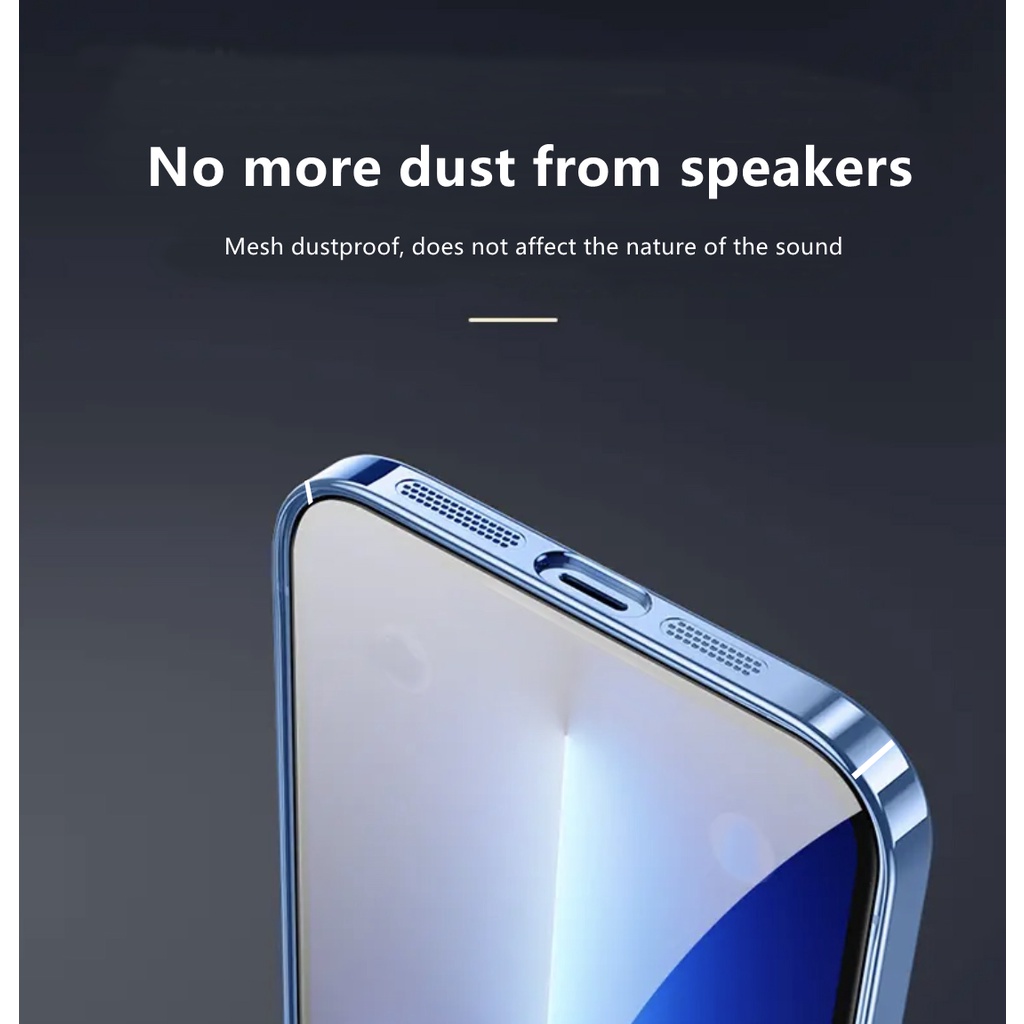 No more dust from speakers
Mesh dustproof, does not affect the nature of the sound